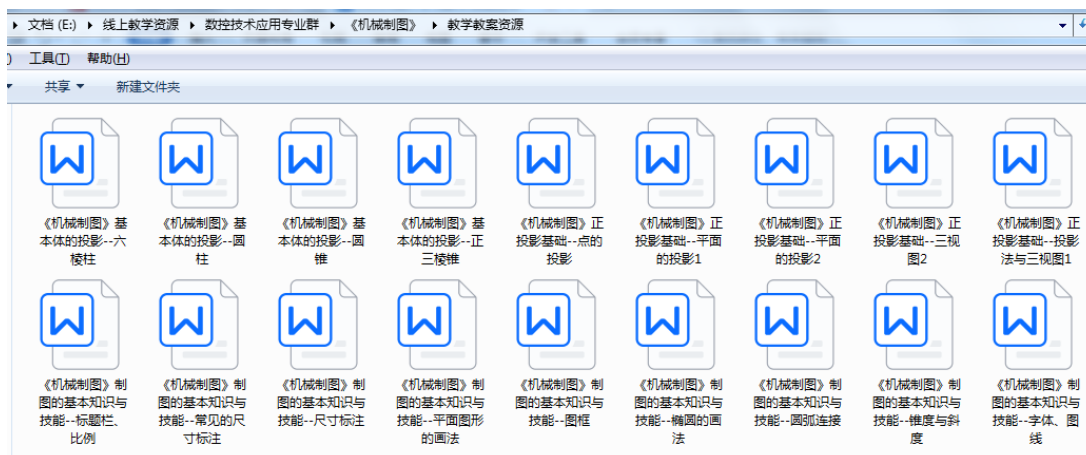 文档 (E:) ▸ 线上教学资源 ▸ 数控技术应用专业群 ▸ 《机械制图》 ▸ 教学教案资源
) 工具(T) 帮助(H)
共享 新建文件夹
《机械制图》基
本体的投影--六
棱柱
《机械制图》基
本体的投影--圆
柱
《机械制图》基
本体的投影--圆
锥
《机械制图》基
本体的投影--正
三棱锥
《机械制图》正
投影基础--点的
投影
《机械制图》正
投影基础--平面
的投影1
《机械制图》正
投影基础--平面
的投影2
《机械制图》正
投影基础--三视
图2
《机械制图》正
投影基础--投影
法与三视图1
《机械制图》制
图的基本知识与
技能--标题栏、
比例
《机械制图》制
图的基本知识与
技能--常见的尺
寸标注
《机械制图》制
图的基本知识与
技能--尺寸标注
《机械制图》制
图的基本知识与
技能--平面图形
的画法
《机械制图》制
图的基本知识与
技能--图框
《机械制图》制
图的基本知识与
技能--椭圆的画
法
《机械制图》制
图的基本知识与
技能--圆弧连接
《机械制图》制
图的基本知识与
技能--锥度与斜
度
《机械制图》制
图的基本知识与
技能--字体、图
线